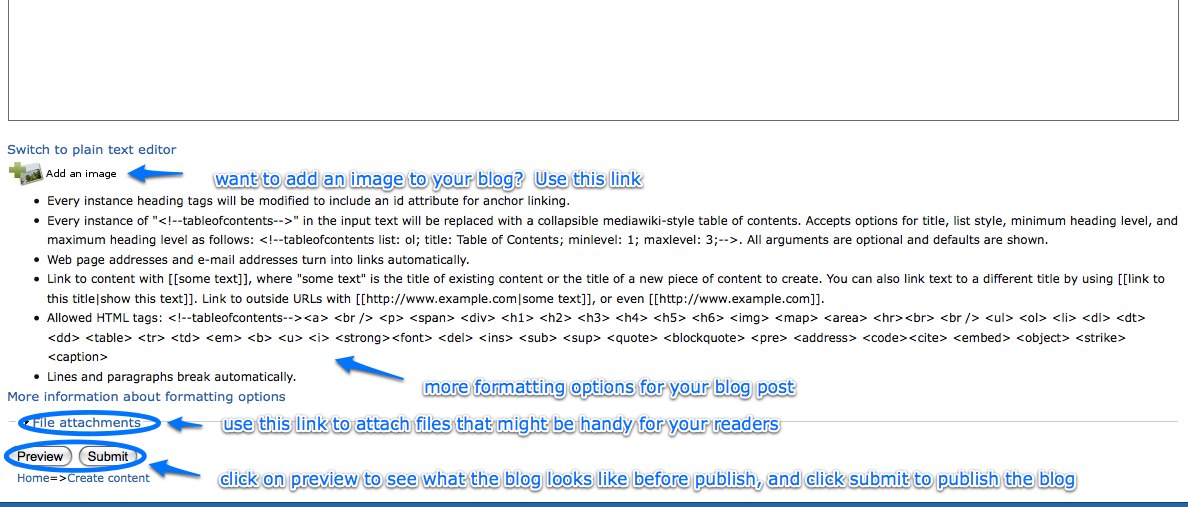 Switch to plain text editor
Add an image
want to add an image to your blog? Use this link
Every instance heading tags will be modified to include an id attribute for anchor linking.
Every instance of "<!--tableofcontents-->" in the input text will be replaced with a collapsible mediawiki-style table of contents. Accepts options for title, list style, minimum heading level, and
maximum heading level as follows: <!--tableofcontents list: ol; title: Table of Contents; minlevel: 1; maxlevel: 3;-->. All arguments are optional and defaults are shown.
Web page addresses and e-mail addresses turn into links automatically.
Link to content with [[some text]], where "some text" is the title of existing content or the title of a new piece of content to create. You can also link text to a different title by using [[link to
this title|show this text]]. Link to outside URLs with [[http://www.example.com|some text]], or even [[http://www.example.com]].
Allowed HTML tags: <!--tableofcontents--><a> <br /> <p> <span> <div> <h1> <h2> <h3> <h4> <h5> <h6> <img> <map> <area> <hr><br> <br /> <ul> <ol> <li> <dl> <dt>
<dd> <table> <tr> <td> <em> <b> <u> <i> <strong><font> <del> <ins> <sub> <sup> <quote> <blockquote> <pre> <address> <code><cite> <embed> <object> <strike>
<caption>
Lines and paragraphs break automatically.
more formatting options for your blog post
More information about formatting options
File attachments
use this link to attach files that might be handy for your readers
Preview Submit
Home=>Create content
click on preview to see what the blog looks like before publish, and click submit to publish the blog